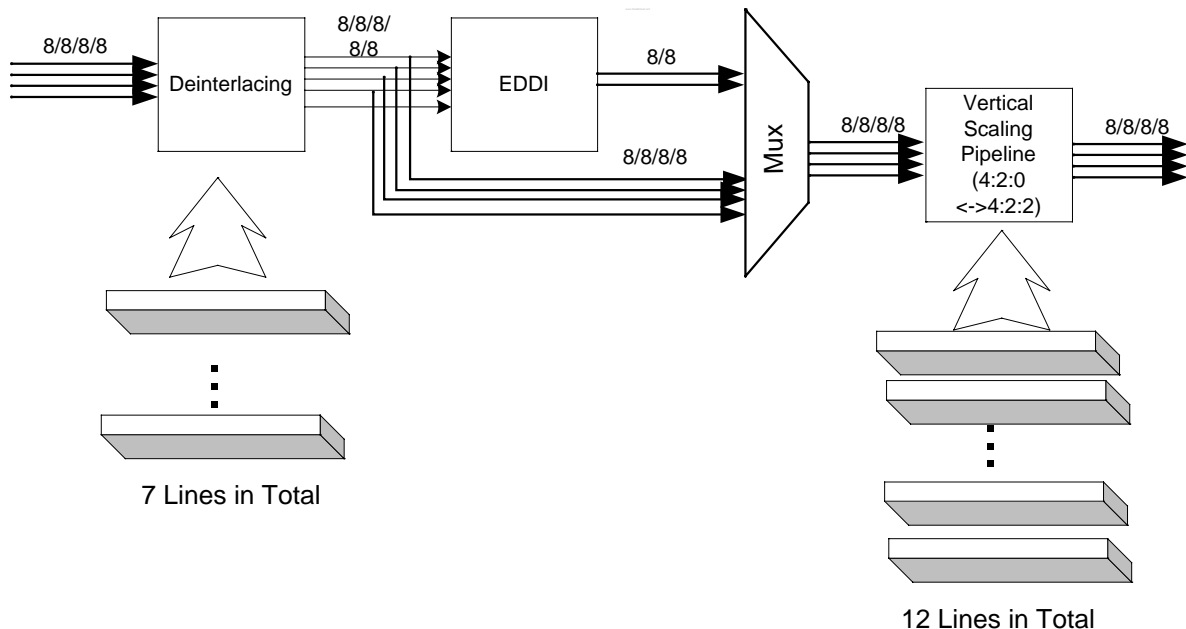 8/8/8/8
Deinterlacing
8/8/8/
8/8
EDDI
8/8
8/8/8/8
Mux
8/8/8/8
Vertical
Scaling
Pipeline
(4:2:0
<->4:2:2)
8/8/8/8
7 Lines in Total
12 Lines in Total